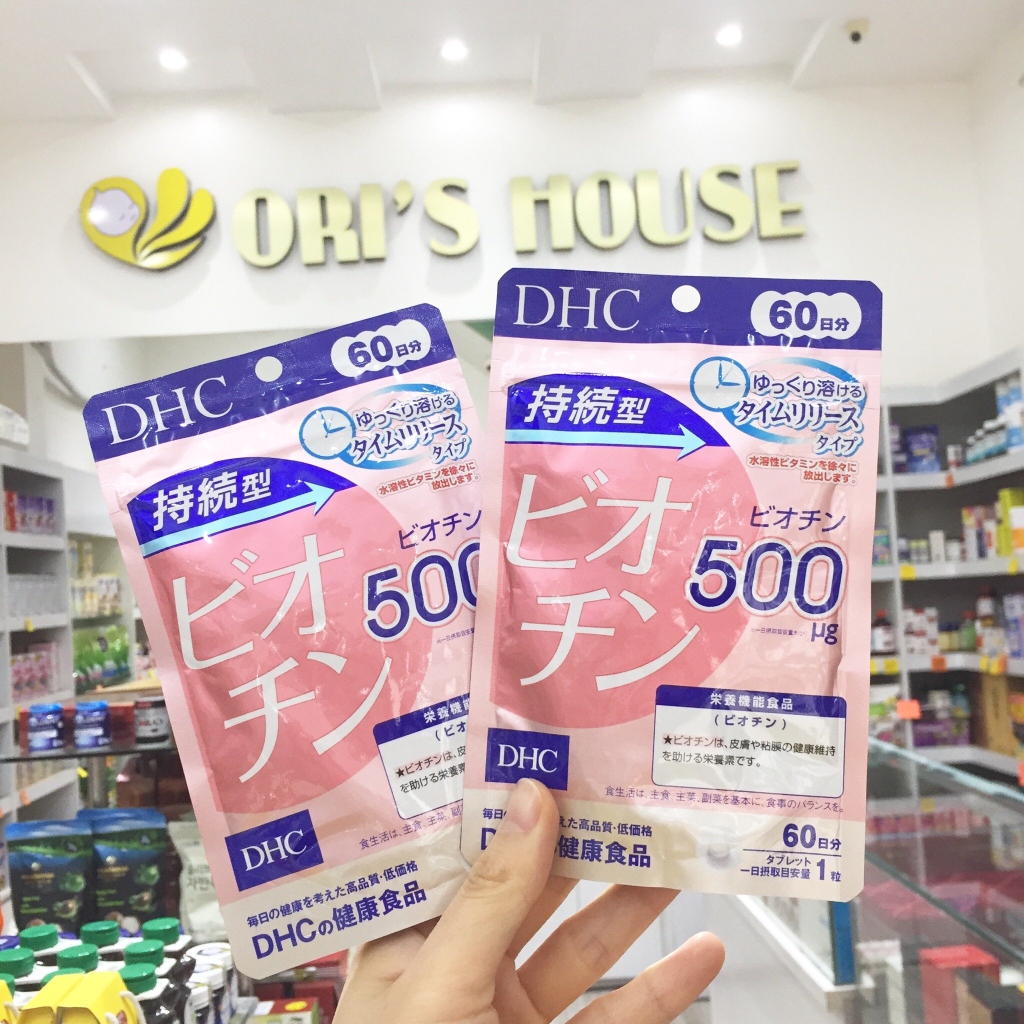 ORI'S HOUSE
DHC
60日分
ゆっくり溶ける
タイムリリース
タイプ
水溶性ビタミンを徐々に
放出します。
持続型
ビオチン
ビオチン
500
栄養機能
(ビオ
★ビオチンは、皮
を助ける栄養素
食生活は、主食、主菜、副
DHC
毎日の健康を考えた高品質・低価格
DHCの健康食品
DHC
60日分
ゆっくり溶ける
タイムリリース
タイプ
水溶性ビタミンを徐々に
放出します。
持続型
ビオチン
ビオチン
500
μg
栄養機能食品
(ビオチン)
★ビオチンは、皮膚や粘膜の健康維持
を助ける栄養素です。
DHC
食生活は、主食、主菜、副菜を基本に、食事のバランスを。
毎日の
えた高品質・低価格
健康食品
60日分
タブレット
一日摂取目安量 1粒